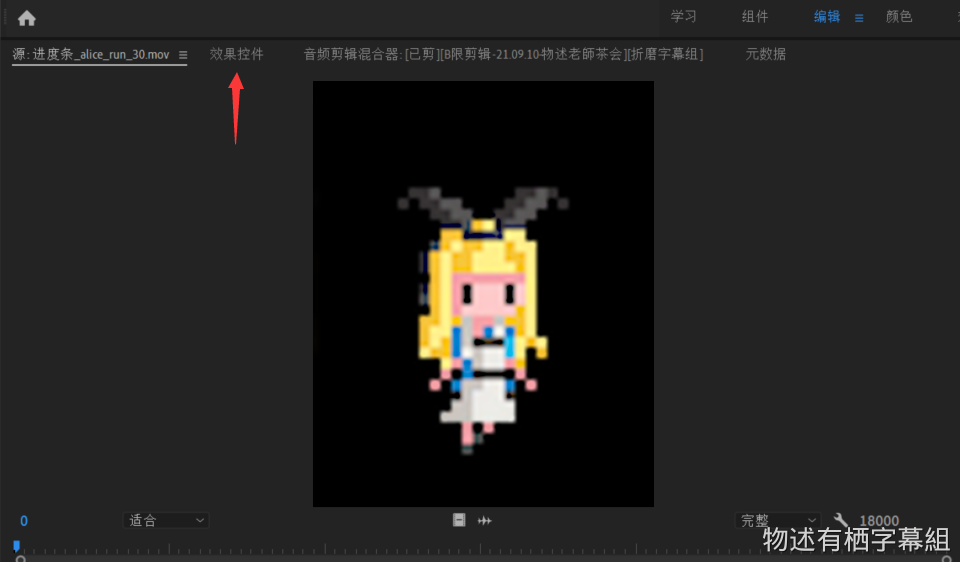 学习 组件 编辑 颜色
源: 进度条_alice_run_30.mov 效果控件 音频剪辑混合器: [已剪][B限剪辑-21.09.10-物述老師茶会][折磨字幕组] 元数据
0 适合 完整 18000
物述有栖字幕組